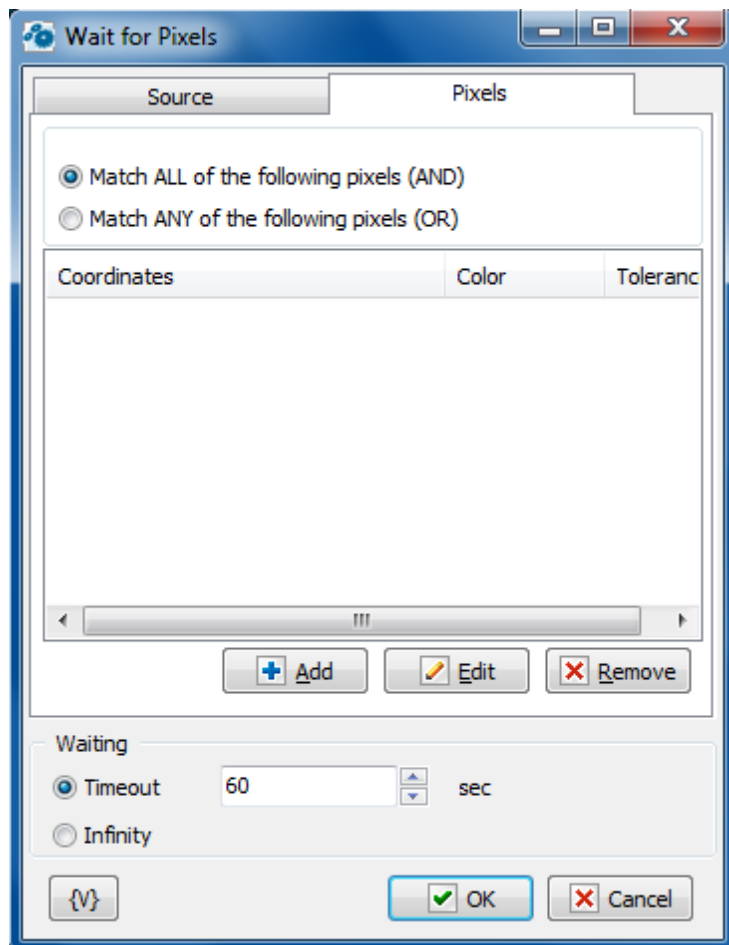 Wait for Pixels
Source Pixels
Match ALL of the following pixels (AND)
Match ANY of the following pixels (OR)
Coordinates Color Toleranc
Add Edit Remove
Waiting
Timeout 60 sec
Infinity
{V} OK Cancel